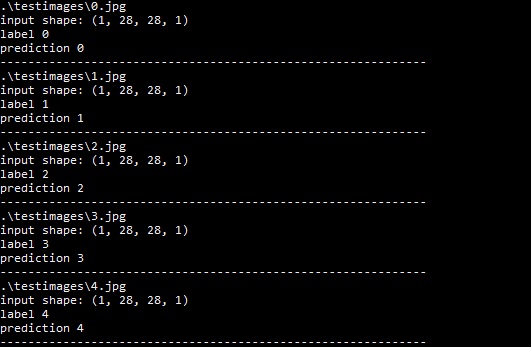 .\testimages\0.jpg
input shape: (1, 28, 28, 1)
label 0
prediction 0
-------------------------------------------------------------
.\testimages\1.jpg
input shape: (1, 28, 28, 1)
label 1
prediction 1
-------------------------------------------------------------
.\testimages\2.jpg
input shape: (1, 28, 28, 1)
label 2
prediction 2
-------------------------------------------------------------
.\testimages\3.jpg
input shape: (1, 28, 28, 1)
label 3
prediction 3
-------------------------------------------------------------
.\testimages\4.jpg
input shape: (1, 28, 28, 1)
label 4
prediction 4
-------------------------------------------------------------